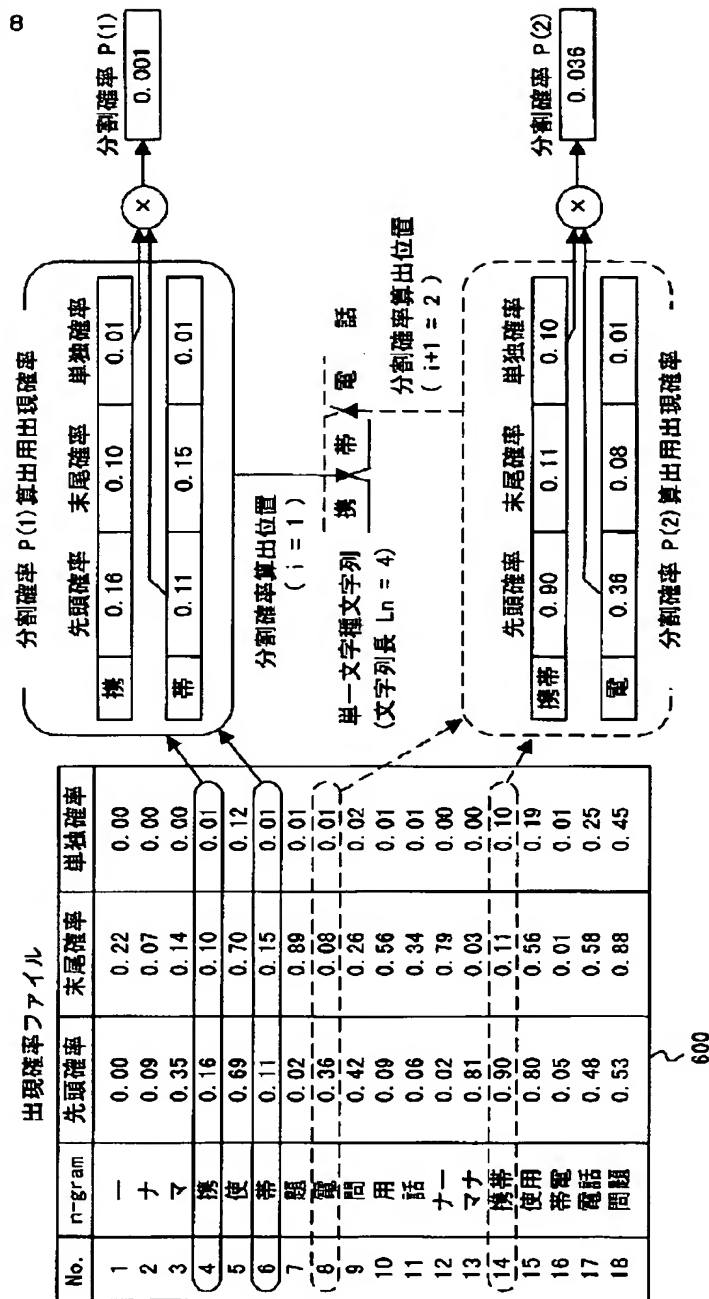 8
出現確率ファイル
No. n-gram 先頭確率 末尾確率 単独確率
1 ー 0.00 0.22 0.00
2 ナ 0.09 0.07 0.00
3 マ 0.35 0.14 0.00
4 携 0.16 0.10 0.01
5 使 0.69 0.70 0.12
6 帯 0.11 0.15 0.01
7 題 0.02 0.89 0.01
8 電 0.36 0.08 0.01
9 問 0.42 0.26 0.02
10 用 0.09 0.56 0.01
11 話 0.06 0.34 0.01
12 ナー 0.02 0.79 0.00
13 マナ 0.81 0.03 0.00
14 携帯 0.90 0.11 0.10
15 使用 0.80 0.56 0.19
16 帯電 0.05 0.01 0.01
17 電話 0.48 0.58 0.25
18 問題 0.53 0.88 0.45
600
分割確率 P(1)算出用出現確率
先頭確率 末尾確率 単独確率
携 0.16 0.10 0.01
帯 0.11 0.15 0.01
×
分割確率 P(1)
0.001
分割確率算出位置
( i = 1 )
単一文字種文字列
(文字列長 Ln = 4)
携 帯 電 話
分割確率算出位置
( i+1 = 2 )
先頭確率 末尾確率 単独確率
携帯 0.90 0.11 0.10
電 0.36 0.08 0.01
分割確率 P(2)算出用出現確率
×
分割確率 P(2)
0.036